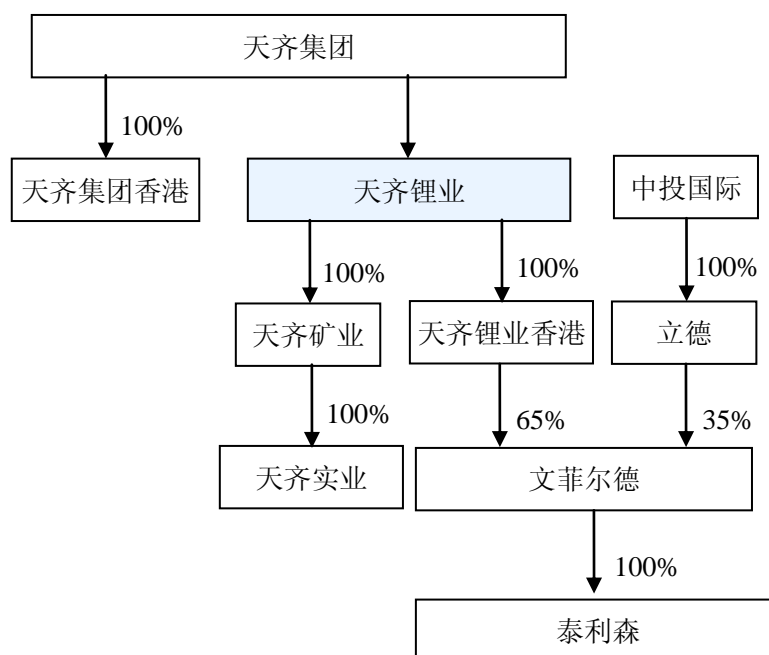 天齐集团
100%
天齐集团香港
天齐锂业
中投国际
100%
100%
100%
天齐矿业
天齐锂业香港
立德
100%
65%
35%
天齐实业
文菲尔德
100%
泰利森